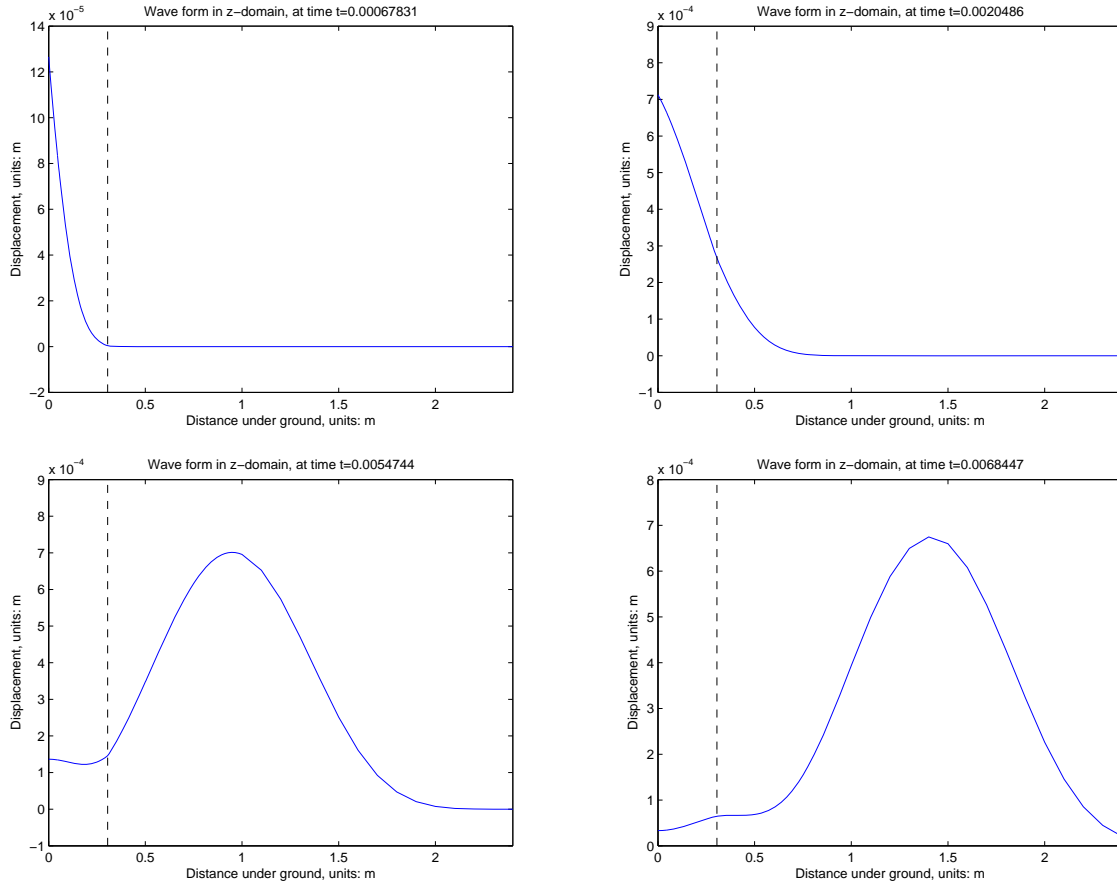 Wave form in z−domain, at time t=0.00067831
x 10⁻⁵
14
12
10
8
6
4
2
0
−2
0 0.5 1 1.5 2
Distance under ground, units: m
Displacement, units: m
Wave form in z−domain, at time t=0.0020486
x 10⁻⁴
9
8
7
6
5
4
3
2
1
0
−1
0 0.5 1 1.5 2
Distance under ground, units: m
Displacement, units: m
Wave form in z−domain, at time t=0.0054744
x 10⁻⁴
9
8
7
6
5
4
3
2
1
0
−1
0 0.5 1 1.5 2
Distance under ground, units: m
Displacement, units: m
Wave form in z−domain, at time t=0.0068447
x 10⁻⁴
8
7
6
5
4
3
2
1
0
0 0.5 1 1.5 2
Distance under ground, units: m
Displacement, units: m